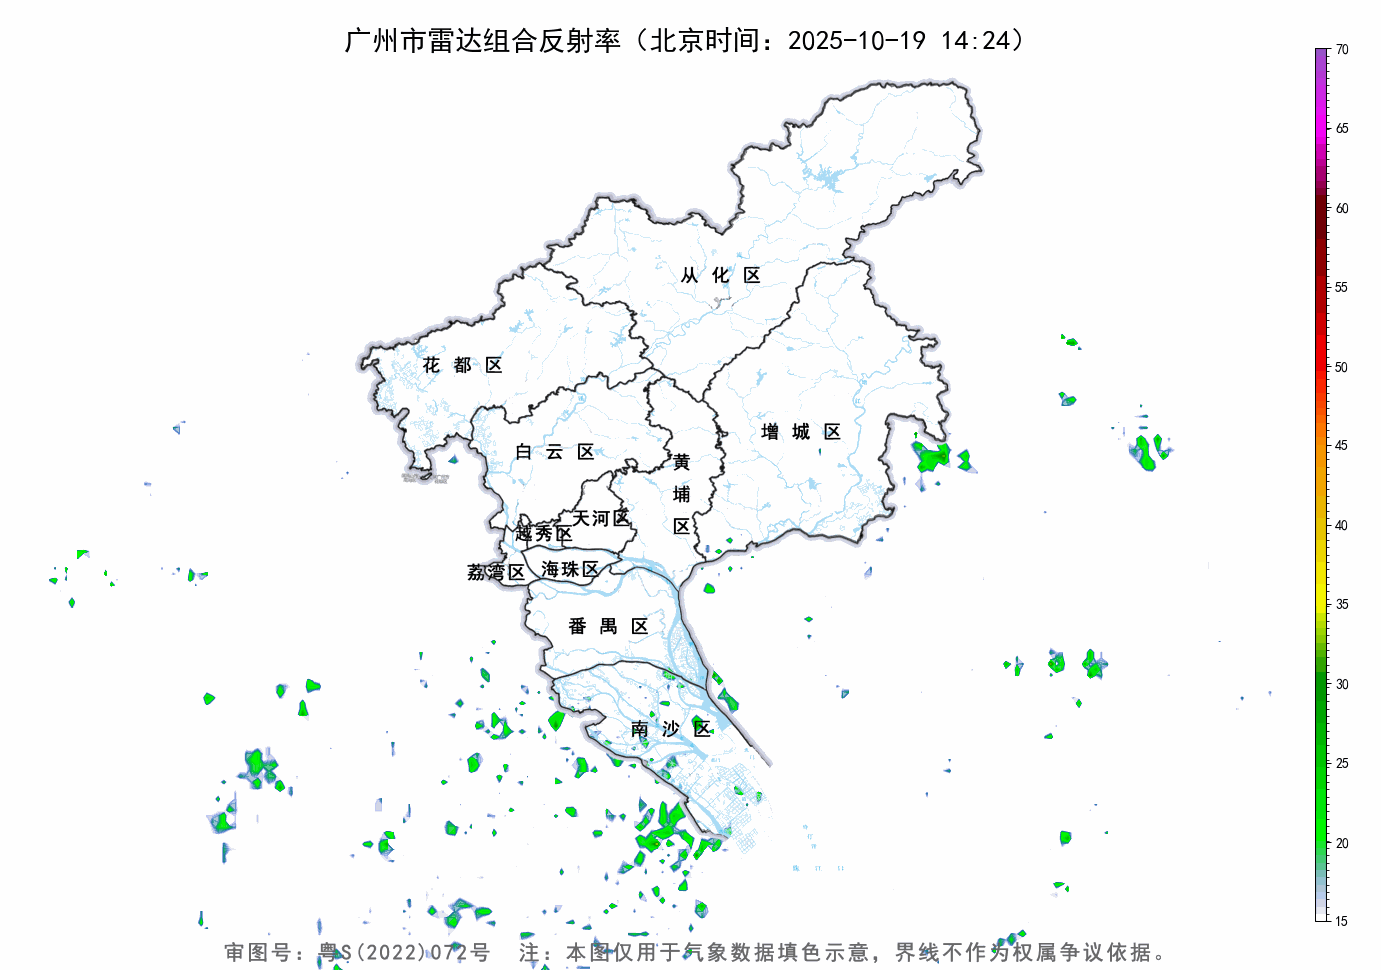 广州市雷达组合反射率（北京时间：2025-10-19 14:24）
70
65
60
55
50
45
40
35
30
25
20
15
从化区
花都区
增城区
白云区
黄埔区
天河区
越秀区
荔湾区
海珠区
番禺区
南沙区
审图号：粤S(2022)072号 注：本图仅用于气象数据填色示意，界线不作为权属争议依据。